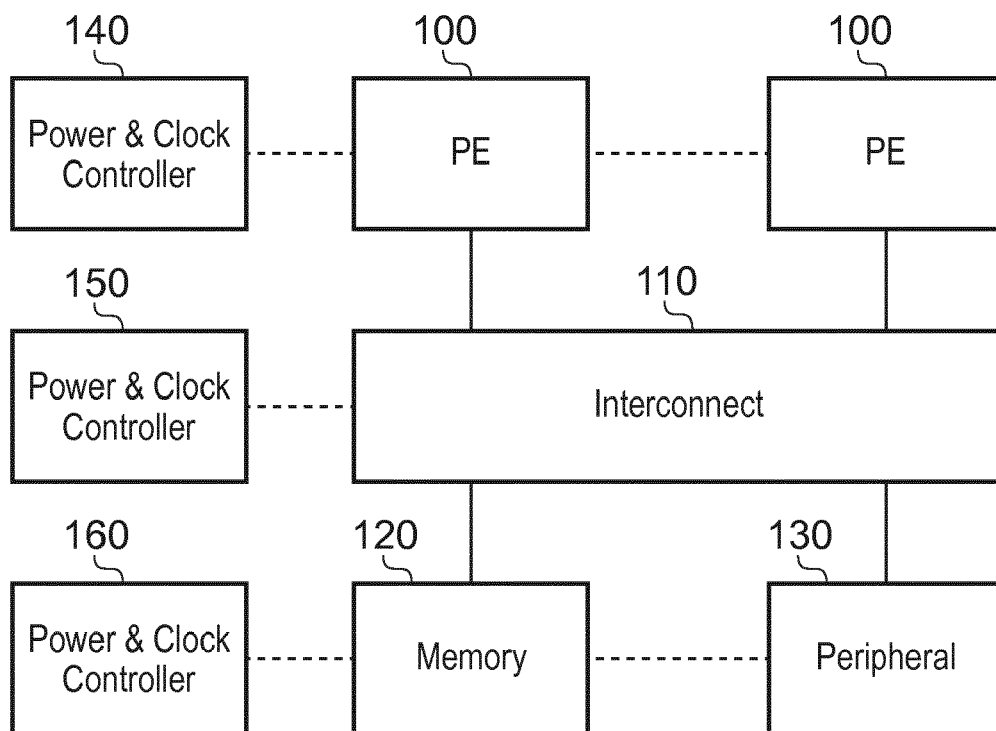 140
100
100
Power & Clock
Controller
PE
PE
150
110
Power & Clock
Controller
Interconnect
160
120
130
Power & Clock
Controller
Memory
Peripheral